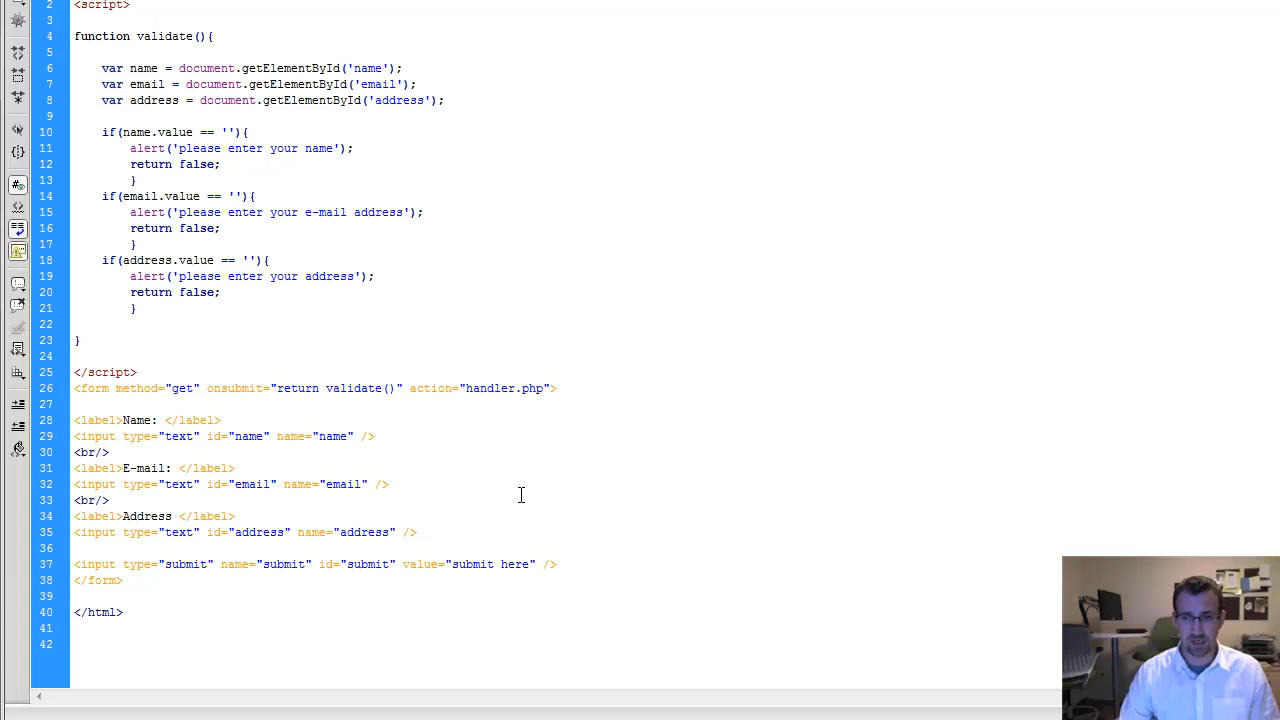 2 <script>
3
4 function validate(){
5
6 var name = document.getElementById('name');
7 var email = document.getElementById('email');
8 var address = document.getElementById('address');
9
10 if(name.value == ''){
11 alert('please enter your name');
12 return false;
13 }
14 if(email.value == ''){
15 alert('please enter your e-mail address');
16 return false;
17 }
18 if(address.value == ''){
19 alert('please enter your address');
20 return false;
21 }
22
23 }
24
25 </script>
26 <form method="get" onsubmit="return validate()" action="handler.php">
27
28 <label>Name: </label>
29 <input type="text" id="name" name="name" />
30 <br/>
31 <label>E-mail: </label>
32 <input type="text" id="email" name="email" />
33 <br/>
34 <label>Address </label>
35 <input type="text" id="address" name="address" />
36
37 <input type="submit" name="submit" id="submit" value="submit here" />
38 </form>
39
40 </html>
41
42